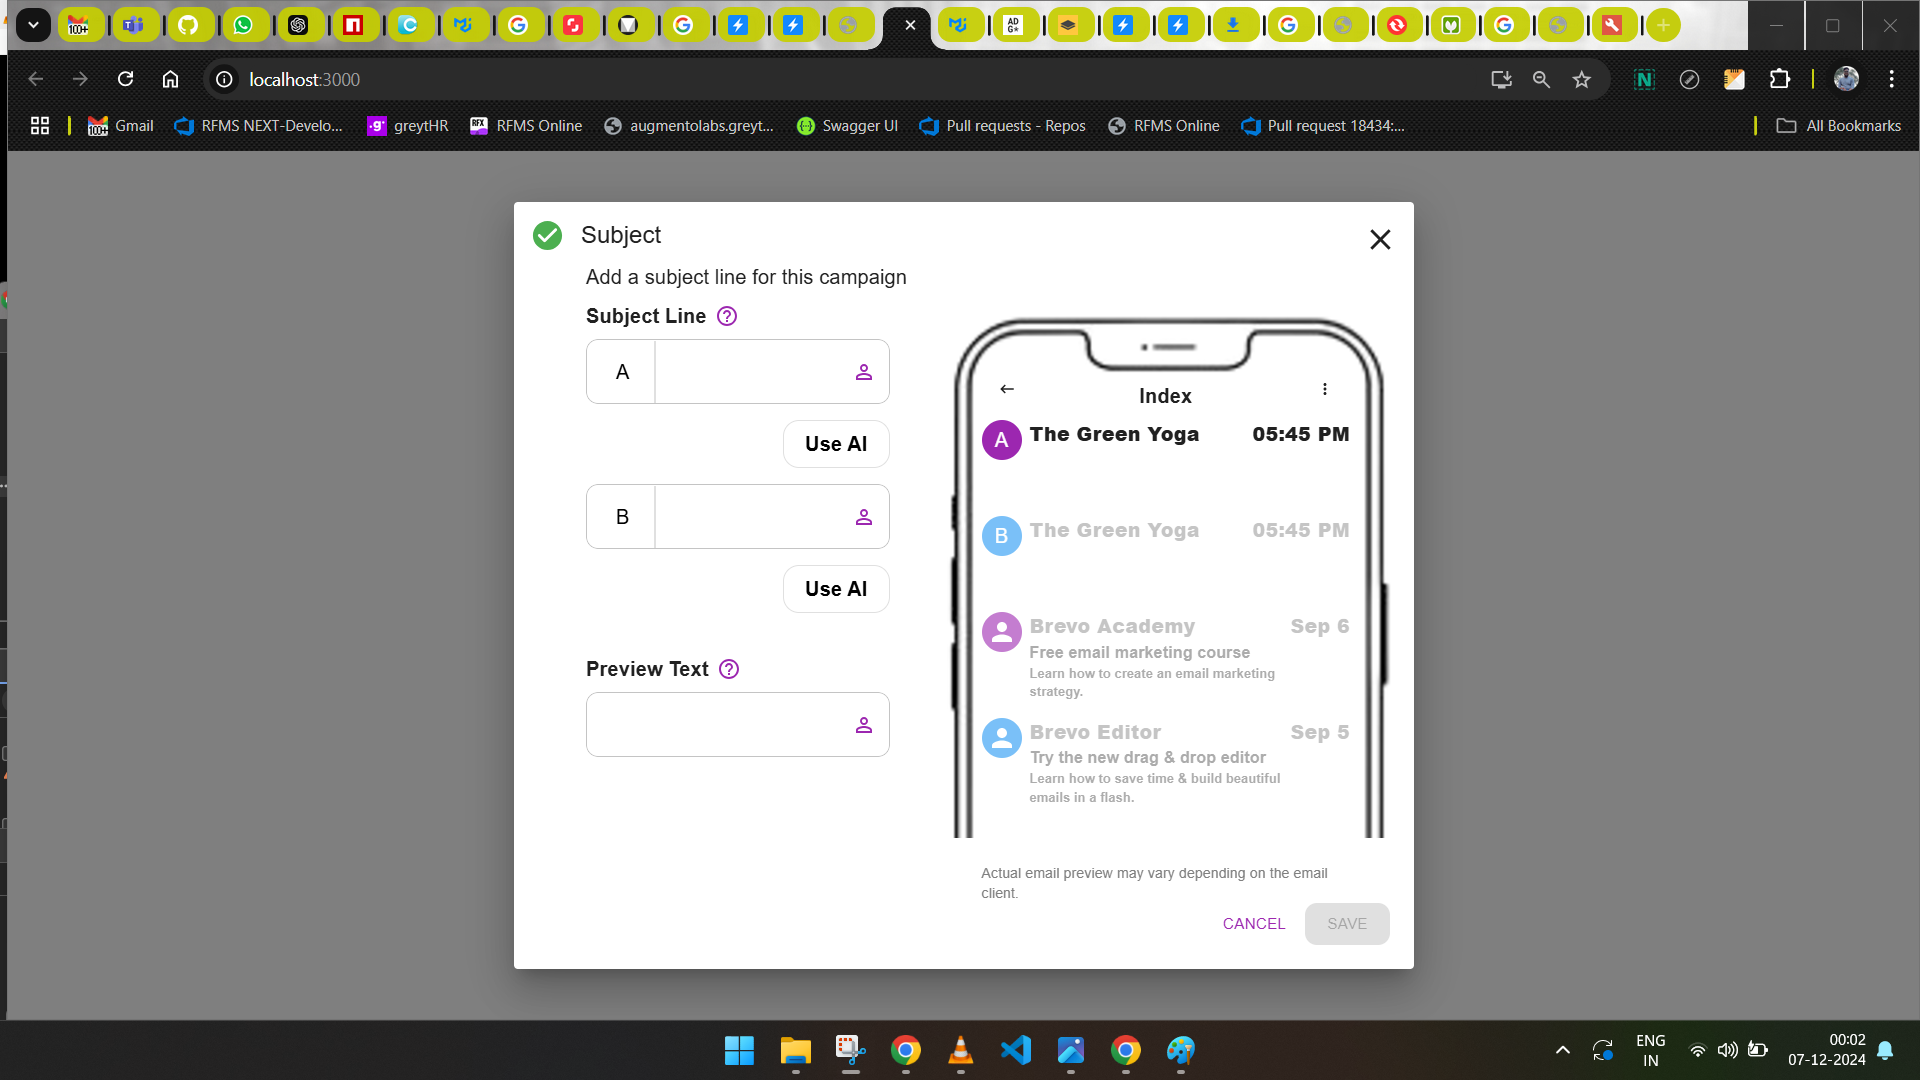 localhost:3000
Gmail
RFMS NEXT-Develo...
greytHR
RFMS Online
augmentolabs.greyt...
Swagger UI
Pull requests - Repos
RFMS Online
Pull request 18434:...
All Bookmarks
Subject
Add a subject line for this campaign
Subject Line
A
Use AI
B
Use AI
Preview Text
Index
A
The Green Yoga 05:45 PM
B
The Green Yoga 05:45 PM
Brevo Academy Sep 6
Free email marketing course
Learn how to create an email marketing
strategy.
Brevo Editor Sep 5
Try the new drag & drop editor
Learn how to save time & build beautiful
emails in a flash.
Actual email preview may vary depending on the email
client.
CANCEL SAVE
ENG
IN
00:02
07-12-2024